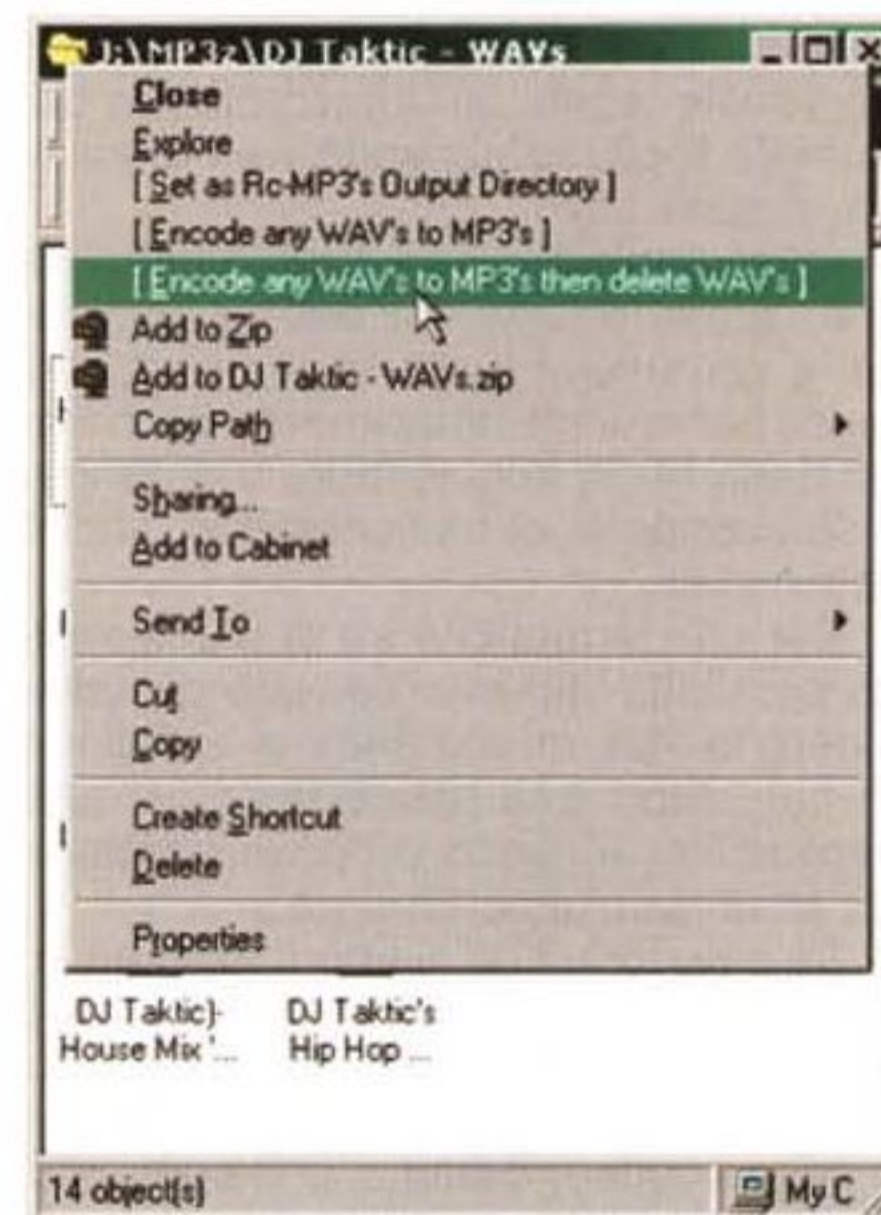 J:\MP3z\DJ Taktic - WAVs
Close
Explore
[ Set as Rc-MP3's Output Directory ]
[ Encode any WAV's to MP3's ]
[ Encode any WAV's to MP3's then delete WAV's ]
Add to Zip
Add to DJ Taktic - WAVs.zip
Copy Path
Sharing...
Add to Cabinet
Send To
Cut
Copy
Create Shortcut
Delete
Properties
DJ Taktic}- DJ Taktic's
House Mix '... Hip Hop ...
14 object(s) My C